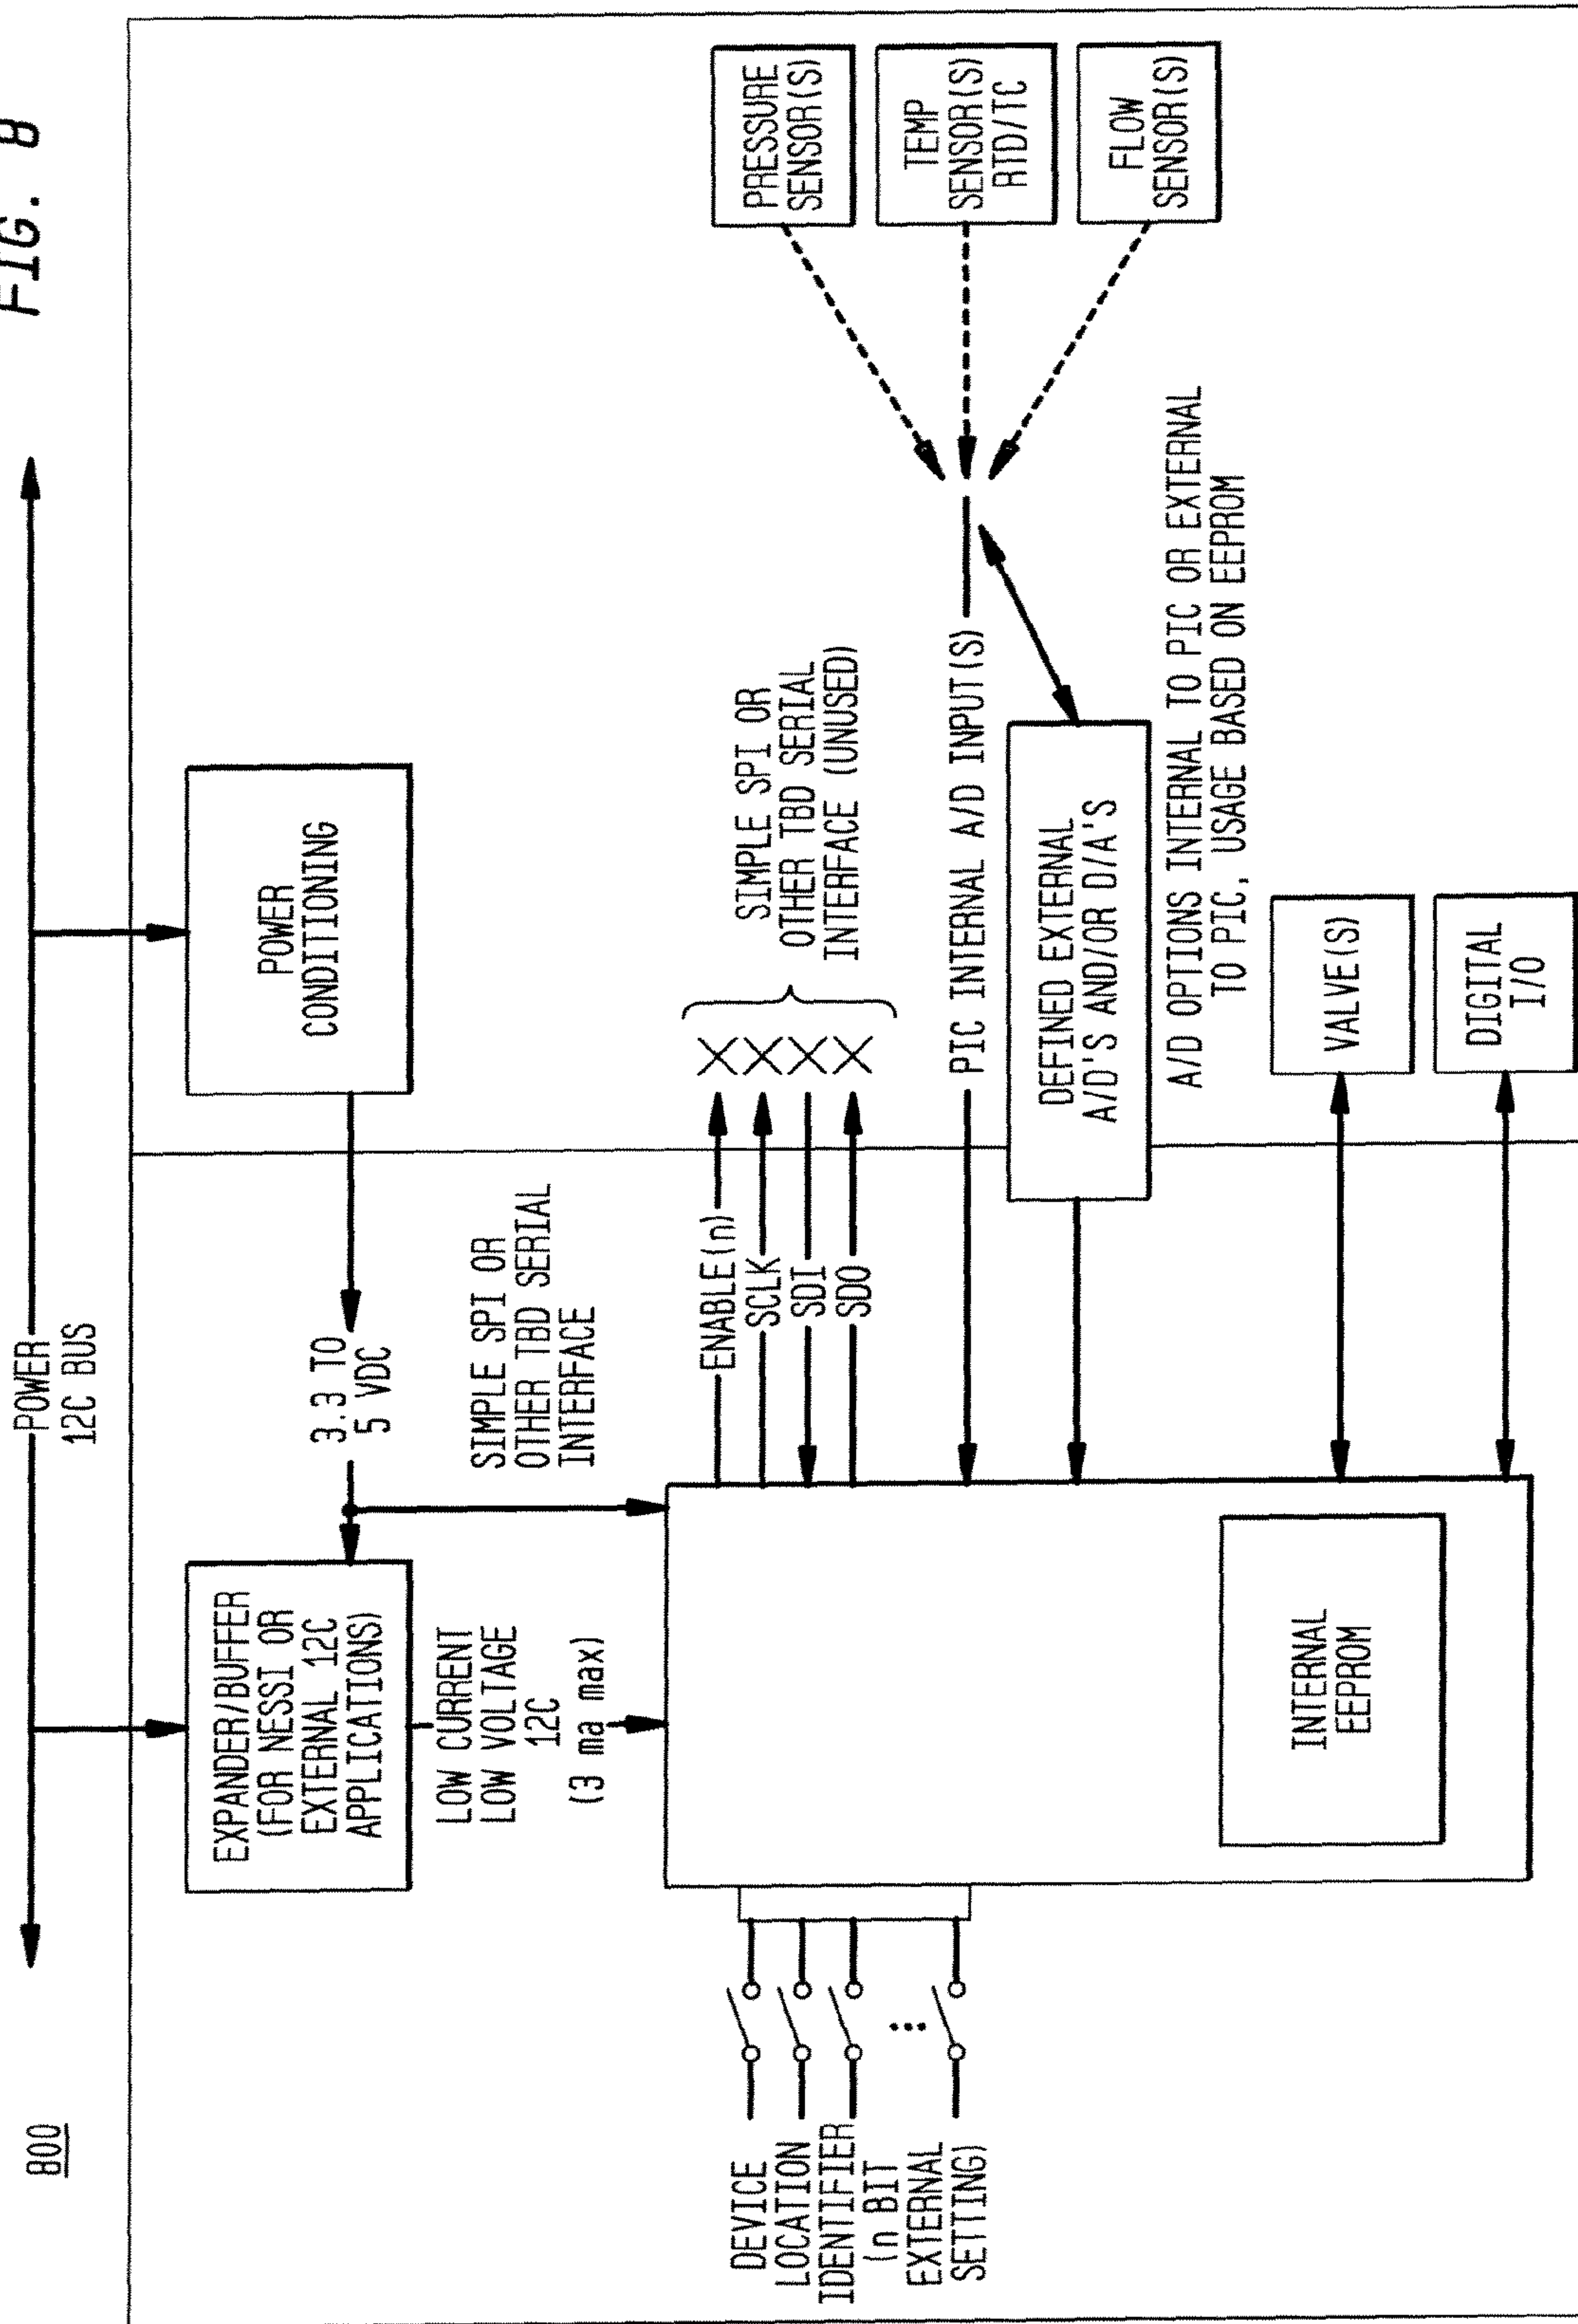 FIG. 8
800
POWER
12C BUS
EXPANDER/BUFFER
(FOR NESSI OR
EXTERNAL 12C
APPLICATIONS)
3.3 TO
5 VDC
POWER
CONDITIONING
LOW CURRENT
LOW VOLTAGE
12C
(3 ma max)
SIMPLE SPI OR
OTHER TBD SERIAL
INTERFACE
DEVICE
LOCATION
IDENTIFIER
(n BIT
EXTERNAL
SETTING)
ENABLE(n)
SCLK
SDI
SDO
SIMPLE SPI OR
OTHER TBD SERIAL
INTERFACE (UNUSED)
PRESSURE
SENSOR(S)
TEMP
SENSOR(S)
RTD/TC
FLOW
SENSOR(S)
PIC INTERNAL A/D INPUT(S)
DEFINED EXTERNAL
A/D'S AND/OR D/A'S
A/D OPTIONS INTERNAL TO PIC OR EXTERNAL
TO PIC, USAGE BASED ON EEPROM
INTERNAL
EEPROM
VALVE(S)
DIGITAL
I/O